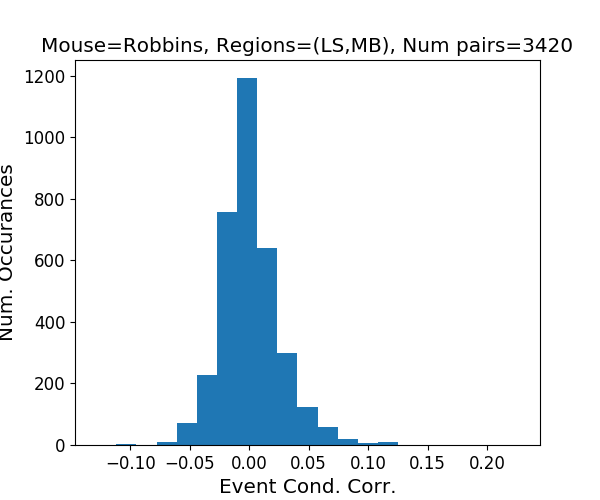 Mouse=Robbins, Regions=(LS,MB), Num pairs=3420
Num. Occurances
1200
1000
800
600
400
200
0
−0.10 −0.05 0.00 0.05 0.10 0.15 0.20
Event Cond. Corr.